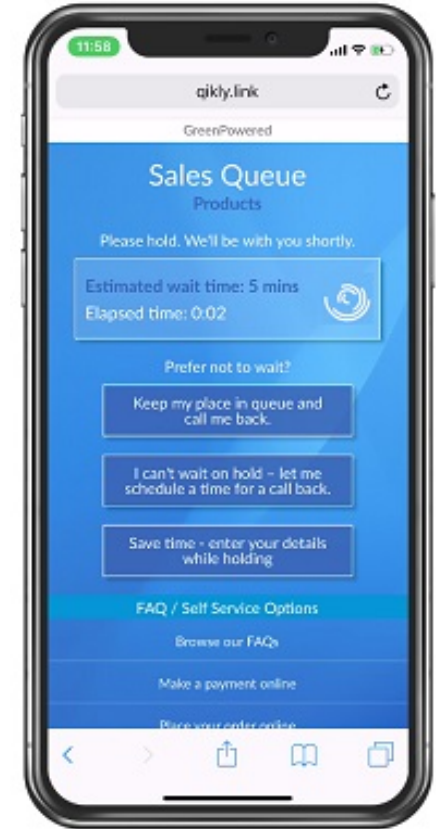 11:58
qikly.link
GreenPowered
Sales Queue
Products
Please hold. We'll be with you shortly.
Estimated wait time: 5 mins
Elapsed time: 0:02
Prefer not to wait?
Keep my place in queue and
call me back.
I can't wait on hold – let me
schedule a time for a call back.
Save time - enter your details
while holding
FAQ / Self Service Options
Browse our FAQs
Make a payment online
Place your order online